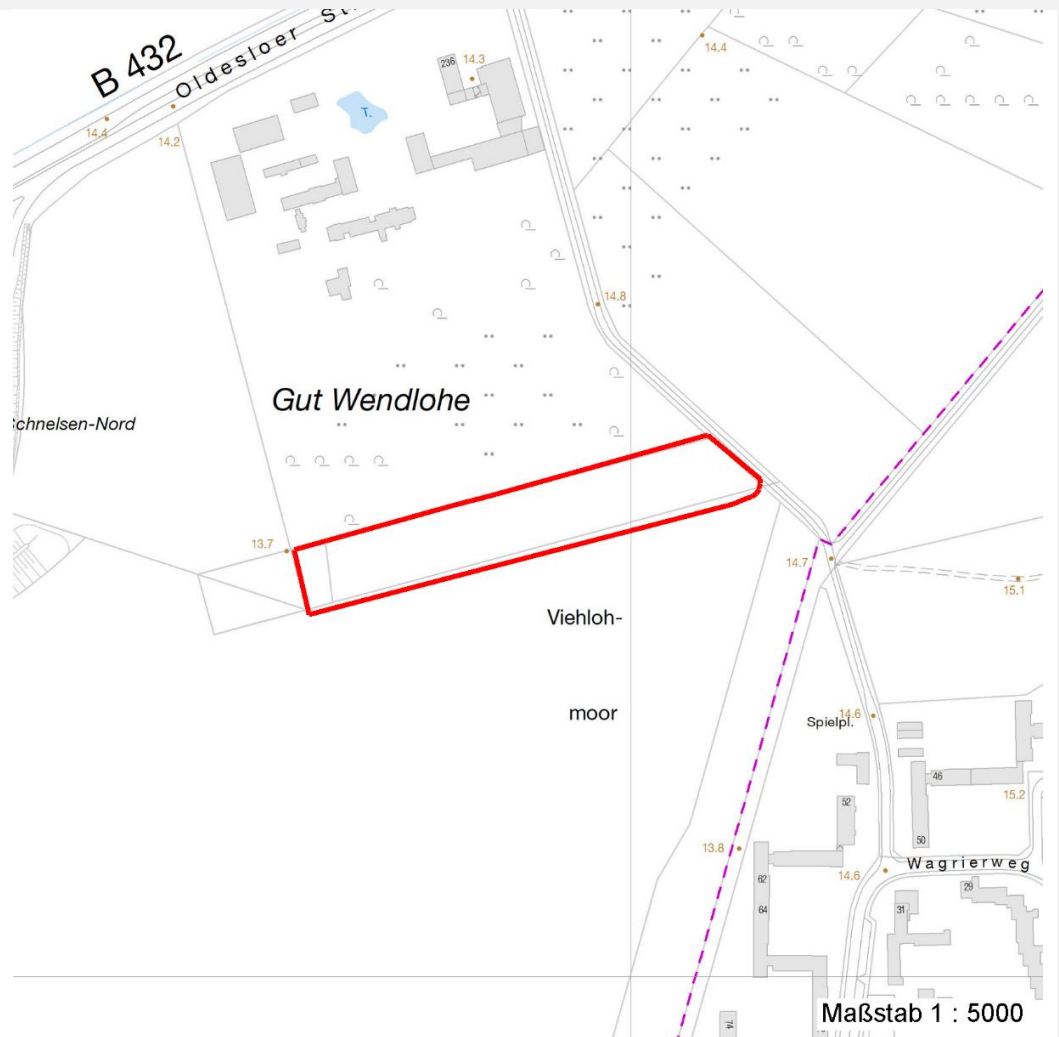 B 432
Oldesloer St
236
14.3
14.4
T.
14.4
14.2
14.8
Gut Wendlohe
chnelsen-Nord
13.7
14.7
15.1
Viehloh-
moor
14.6
Spielpl.
46
15.2
52
50
13.8
14.6
Wagrierweg
62
29
64
31
74
Maßstab 1 : 5000